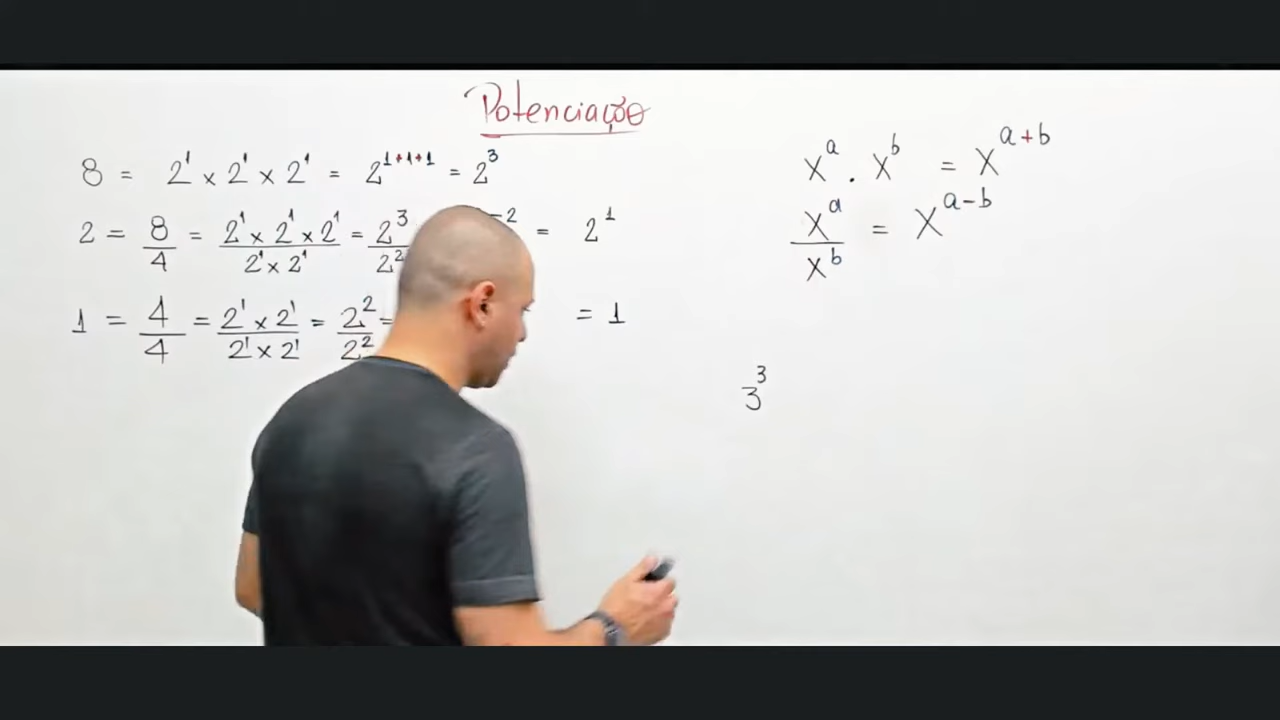 Potenciação
8 = 2¹ x 2¹ x 2¹ = 2¹⁺¹⁺¹ = 2³
2 = 8/4 = 2¹ x 2¹ x 2¹ / 2¹ x 2¹ = 2³/2² ⁻² = 2¹
1 = 4/4 = 2¹ x 2¹ / 2¹ x 2¹ = 2²/2² = = 1
xᵃ . xᵇ = xᵃ⁺ᵇ
xᵃ/xᵇ = xᵃ⁻ᵇ
3³